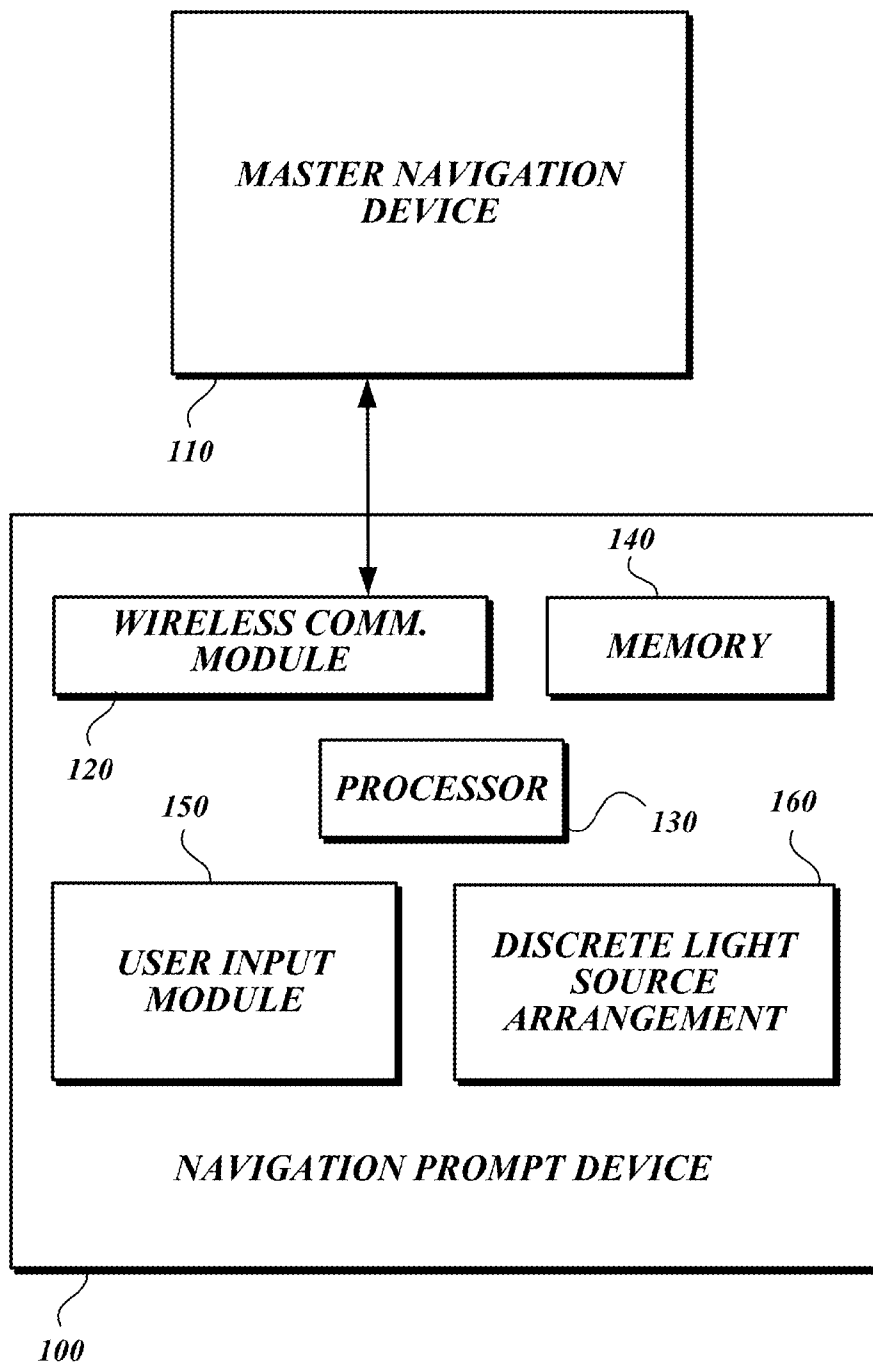 MASTER NAVIGATION
DEVICE
110
140
WIRELESS COMM.
MODULE
MEMORY
120
PROCESSOR
130
150
160
USER INPUT
MODULE
DISCRETE LIGHT
SOURCE
ARRANGEMENT
NAVIGATION PROMPT DEVICE
100